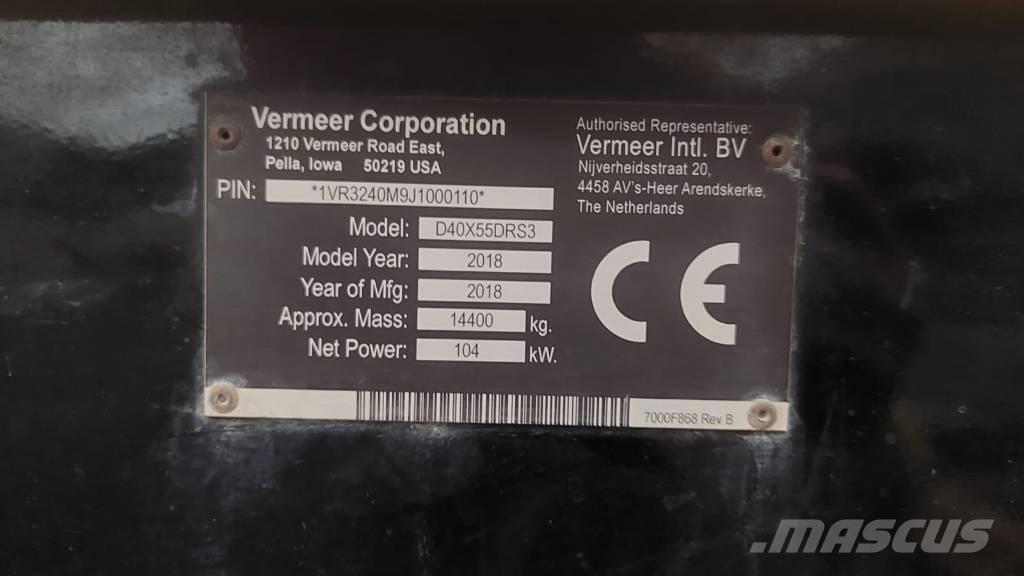 Vermeer Corporation
1210 Vermeer Road East,
Pella, Iowa 50219 USA
PIN: *1VR3240M9J1000110*
Model: D40X55DRS3
Model Year: 2018
Year of Mfg: 2018
Approx. Mass: 14400 kg.
Net Power: 104 kW.
Authorised Representative:
Vermeer Intl. BV
Nijverheidsstraat 20,
4458 AV's-Heer Arendskerke,
The Netherlands
CE
7000F868 Rev B
MASCUS